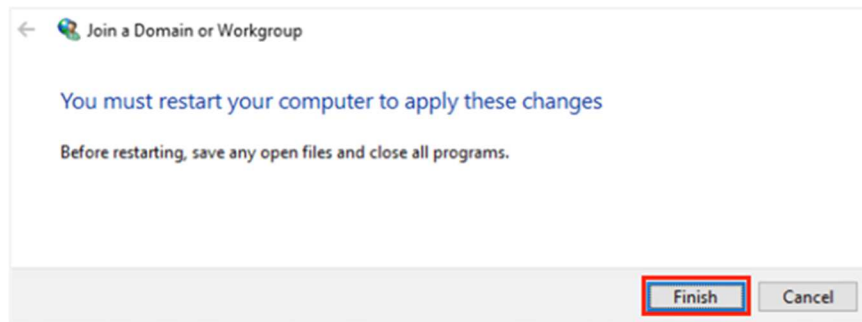 Join a Domain or Workgroup
You must restart your computer to apply these changes
Before restarting, save any open files and close all programs.
Finish Cancel